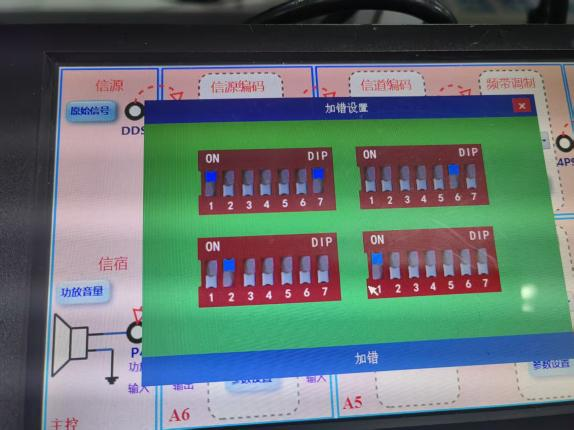 信源
信源编码
信道编码
频带调制
原始信号
DDS
加错设置
ON DIP
1 2 3 4 5 6 7
ON DIP
1 2 3 4 5 6 7
ON DIP
1 2 3 4 5 6 7
ON DIP
1 2 3 4 5 6 7
信宿
功放音量
加错
输入
输出
输入
参数设置
主控
A6
A5